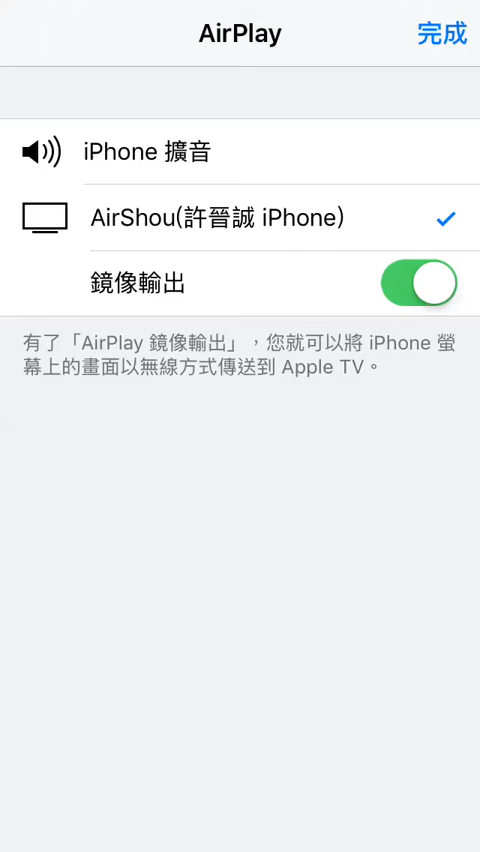 AirPlay
完成
iPhone 擴音
AirShou(許晉誠 iPhone)
鏡像輸出
有了「AirPlay 鏡像輸出」，您就可以將 iPhone 螢
幕上的畫面以無線方式傳送到 Apple TV。